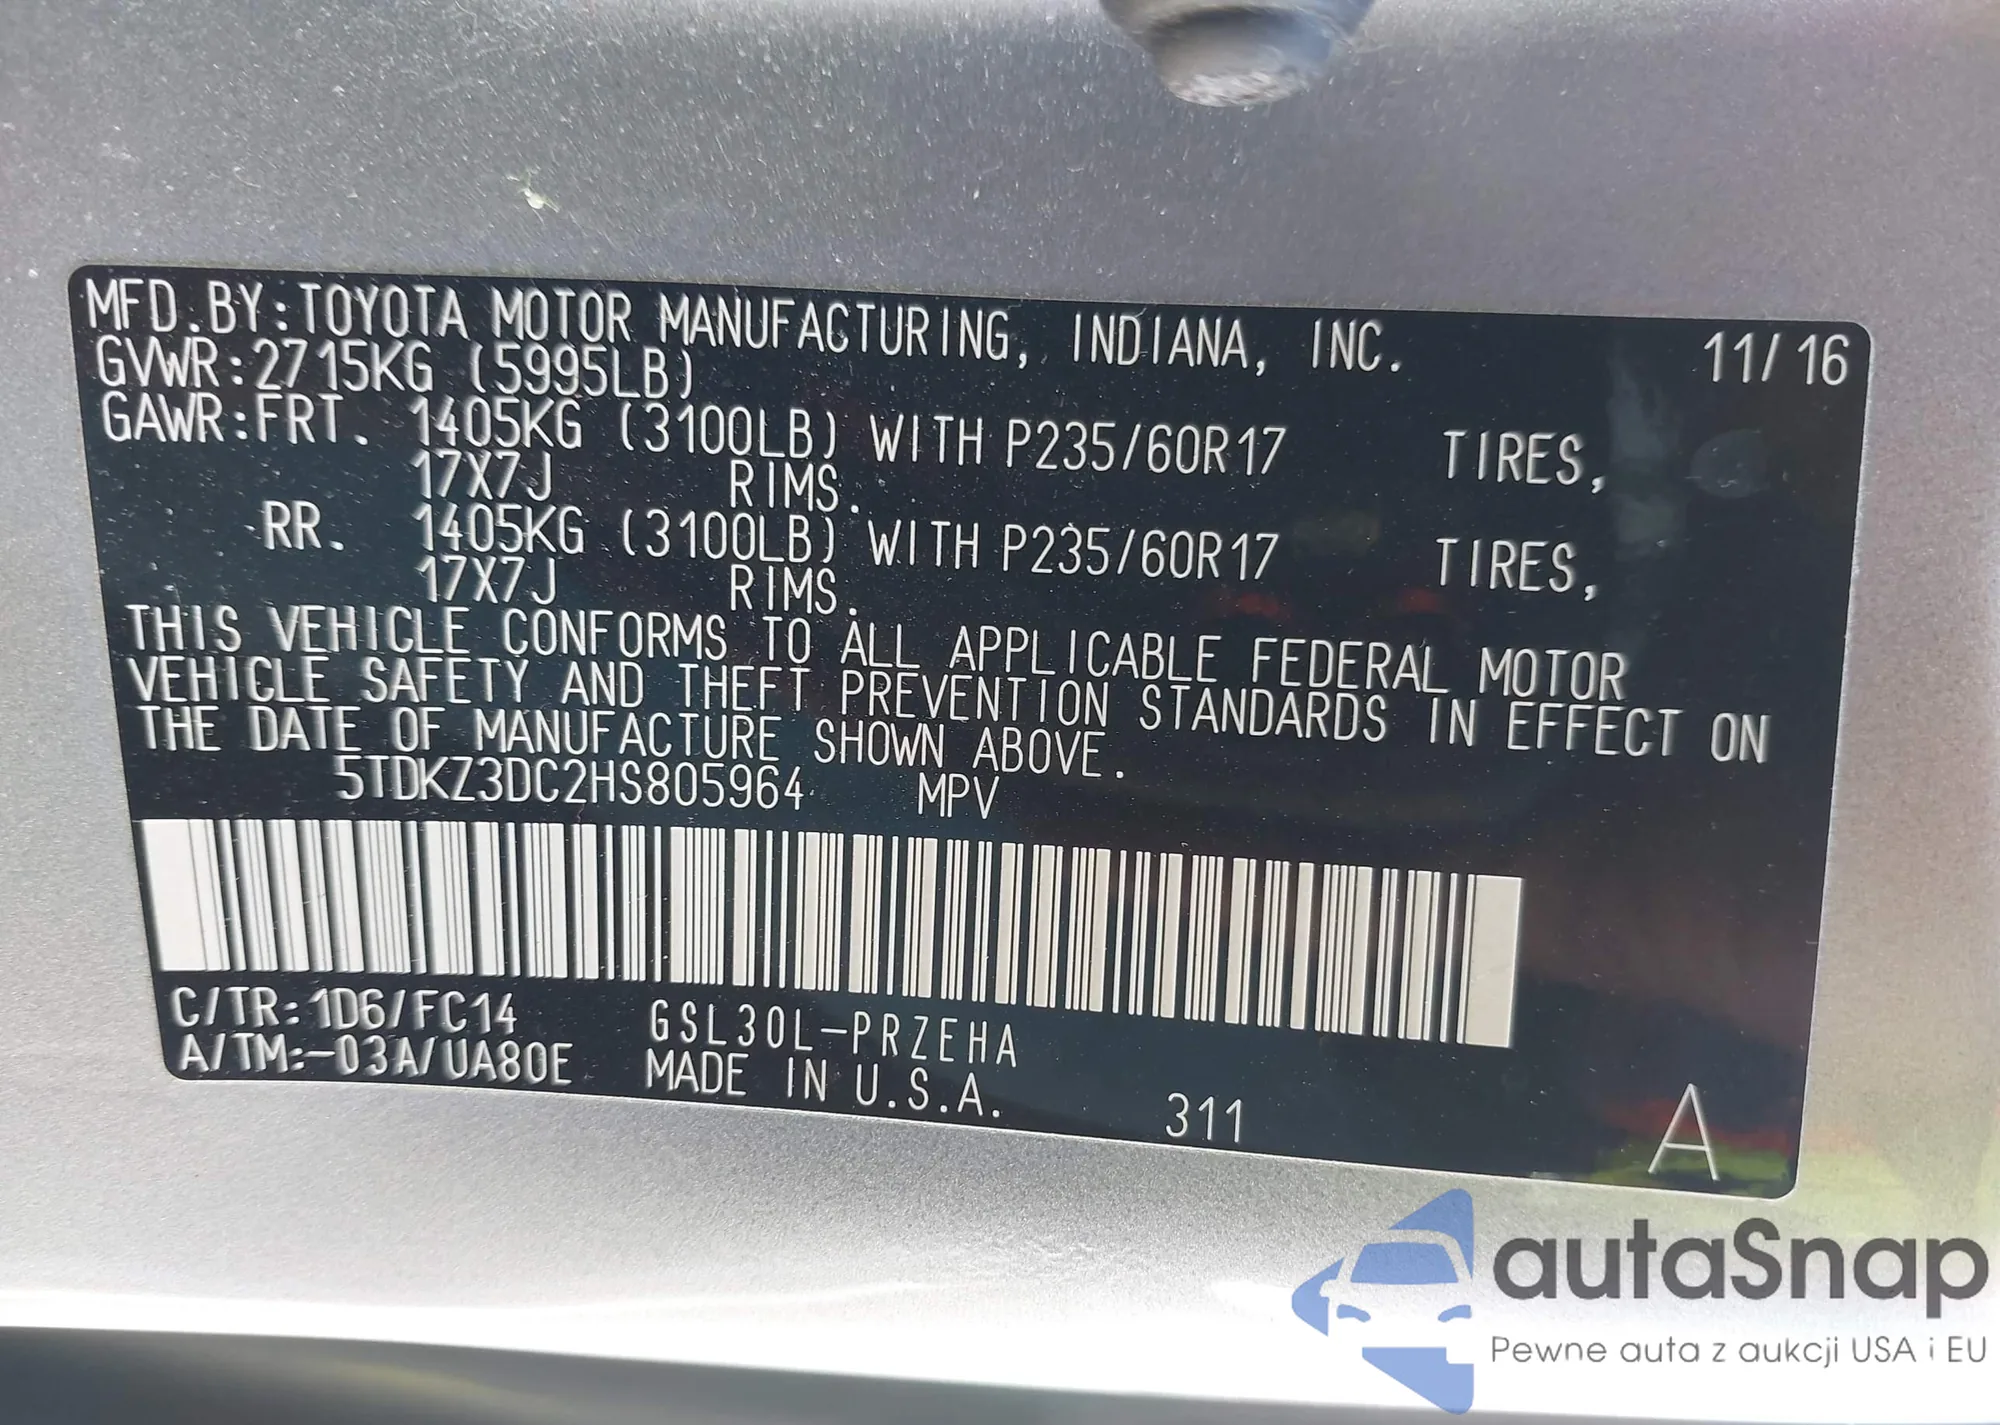 MFD.BY:TOYOTA MOTOR MANUFACTURING, INDIANA, INC. 11/16
GVWR:2715KG (5995LB)
GAWR:FRT. 1405KG (3100LB) WITH P235/60R17 TIRES,
17X7J RIMS.
RR. 1405KG (3100LB) WITH P235/60R17 TIRES,
17X7J RIMS.
THIS VEHICLE CONFORMS TO ALL APPLICABLE FEDERAL MOTOR
VEHICLE SAFETY AND THEFT PREVENTION STANDARDS IN EFFECT ON
THE DATE OF MANUFACTURE SHOWN ABOVE.
5TDKZ3DC2HS805964 MPV
C/TR:1D6/FC14 GSL30L-PRZEHA
A/TM:-03A/UA80E MADE IN U.S.A. 311 A
autaSnap
Pewne auta z aukcji USA i EU